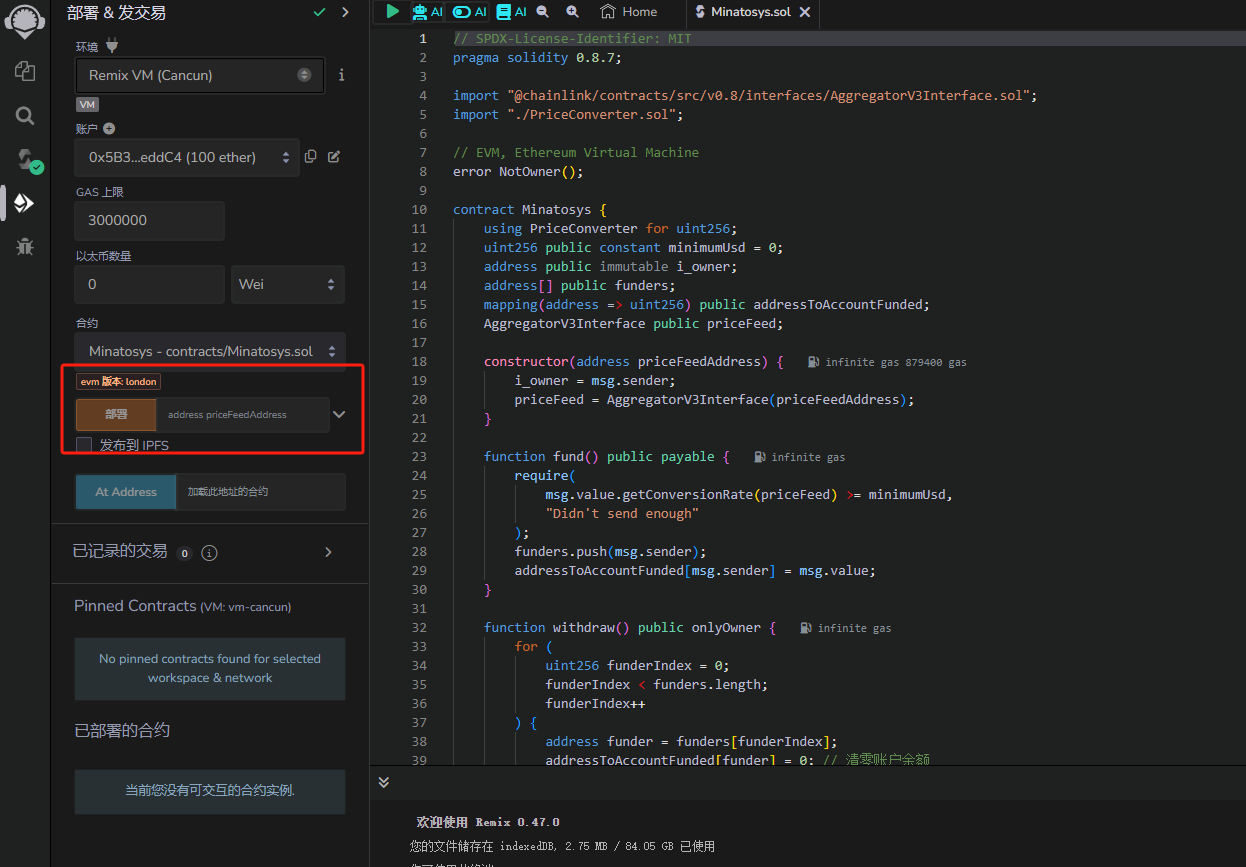 部署 & 发交易
环境
Remix VM (Cancun)
VM
账户
0x5B3...eddC4 (100 ether)
GAS 上限
3000000
以太币数量
0
Wei
合约
Minatosys - contracts/Minatosys.sol
evm 版本: london
部署
address priceFeedAddress
发布到 IPFS
At Address
加载此地址的合约
已记录的交易 0
Pinned Contracts (VM: vm-cancun)
No pinned contracts found for selected
workspace & network
已部署的合约
当前您没有可交互的合约实例.
AI AI AI Home Minatosys.sol
1 // SPDX-License-Identifier: MIT
2 pragma solidity 0.8.7;
3
4 import "@chainlink/contracts/src/v0.8/interfaces/AggregatorV3Interface.sol";
5 import "./PriceConverter.sol";
6
7 // EVM, Ethereum Virtual Machine
8 error NotOwner();
9
10 contract Minatosys {
11 using PriceConverter for uint256;
12 uint256 public constant minimumUsd = 0;
13 address public immutable i_owner;
14 address[] public funders;
15 mapping(address => uint256) public addressToAccountFunded;
16 AggregatorV3Interface public priceFeed;
17
18 constructor(address priceFeedAddress) { infinite gas 879400 gas
19 i_owner = msg.sender;
20 priceFeed = AggregatorV3Interface(priceFeedAddress);
21 }
22
23 function fund() public payable { infinite gas
24 require(
25 msg.value.getConversionRate(priceFeed) >= minimumUsd,
26 "Didn't send enough"
27 );
28 funders.push(msg.sender);
29 addressToAccountFunded[msg.sender] = msg.value;
30 }
31
32 function withdraw() public onlyOwner { infinite gas
33 for (
34 uint256 funderIndex = 0;
35 funderIndex < funders.length;
36 funderIndex++
37 ) {
38 address funder = funders[funderIndex];
39 addressToAccountFunded[funder] = 0; // 清零账户余额
欢迎使用 Remix 0.47.0
您的文件储存在 indexedDB, 2.75 MB / 84.05 GB 已使用